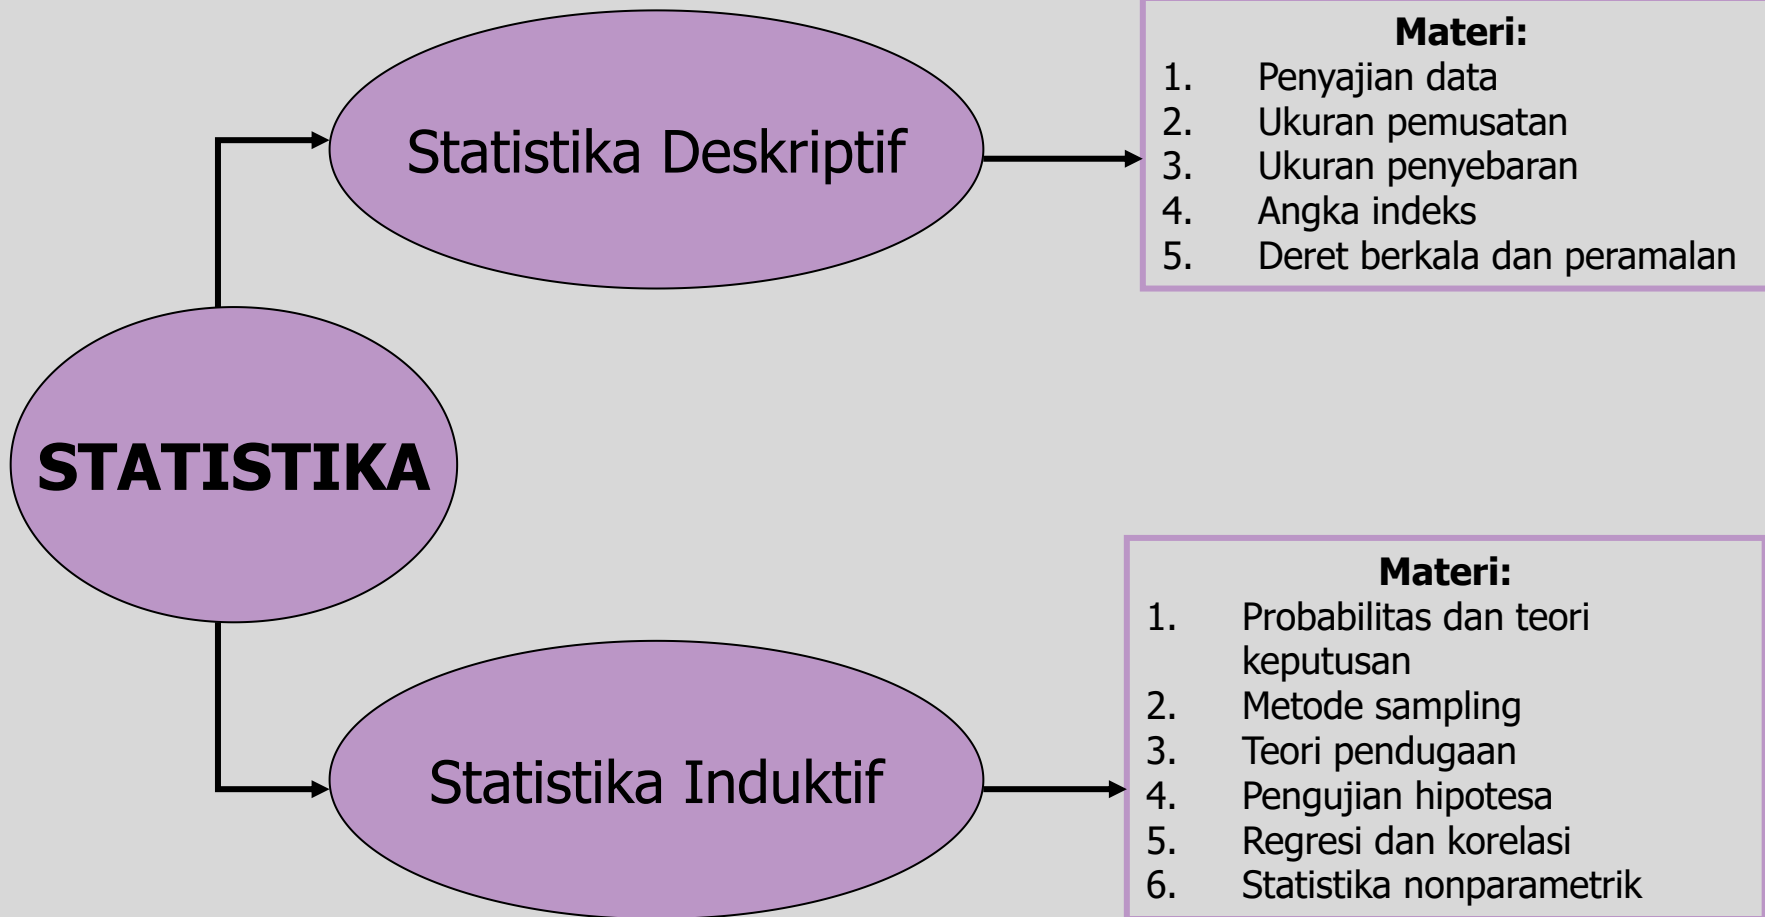 STATISTIKA
Statistika Deskriptif
Materi:
1. Penyajian data
2. Ukuran pemusatan
3. Ukuran penyebaran
4. Angka indeks
5. Deret berkala dan peramalan
Statistika Induktif
Materi:
1. Probabilitas dan teori
keputusan
2. Metode sampling
3. Teori pendugaan
4. Pengujian hipotesa
5. Regresi dan korelasi
6. Statistika nonparametrik